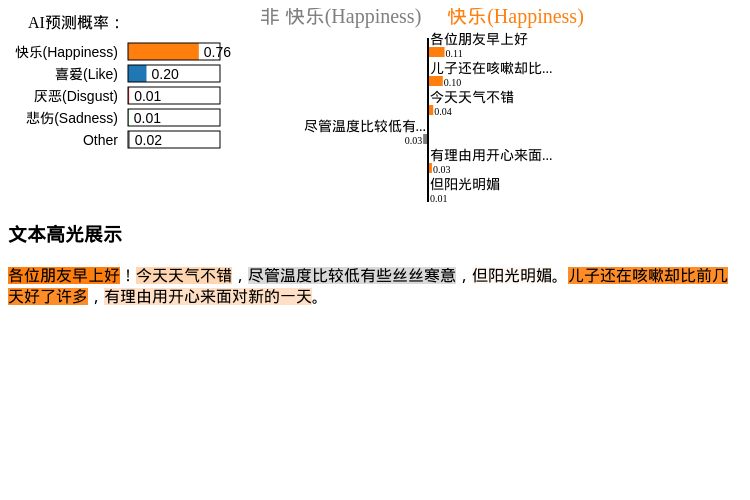 AI预测概率：
快乐(Happiness) 0.76
喜爱(Like) 0.20
厌恶(Disgust) 0.01
悲伤(Sadness) 0.01
Other 0.02
非 快乐(Happiness) 快乐(Happiness)
各位朋友早上好
0.11
儿子还在咳嗽却比...
0.10
今天天气不错
0.04
尽管温度比较低有...
0.03
有理由用开心来面...
0.03
但阳光明媚
0.01
文本高光展示
各位朋友早上好！今天天气不错，尽管温度比较低有些丝丝寒意，但阳光明媚。儿子还在咳嗽却比前几
天好了许多，有理由用开心来面对新的一天。